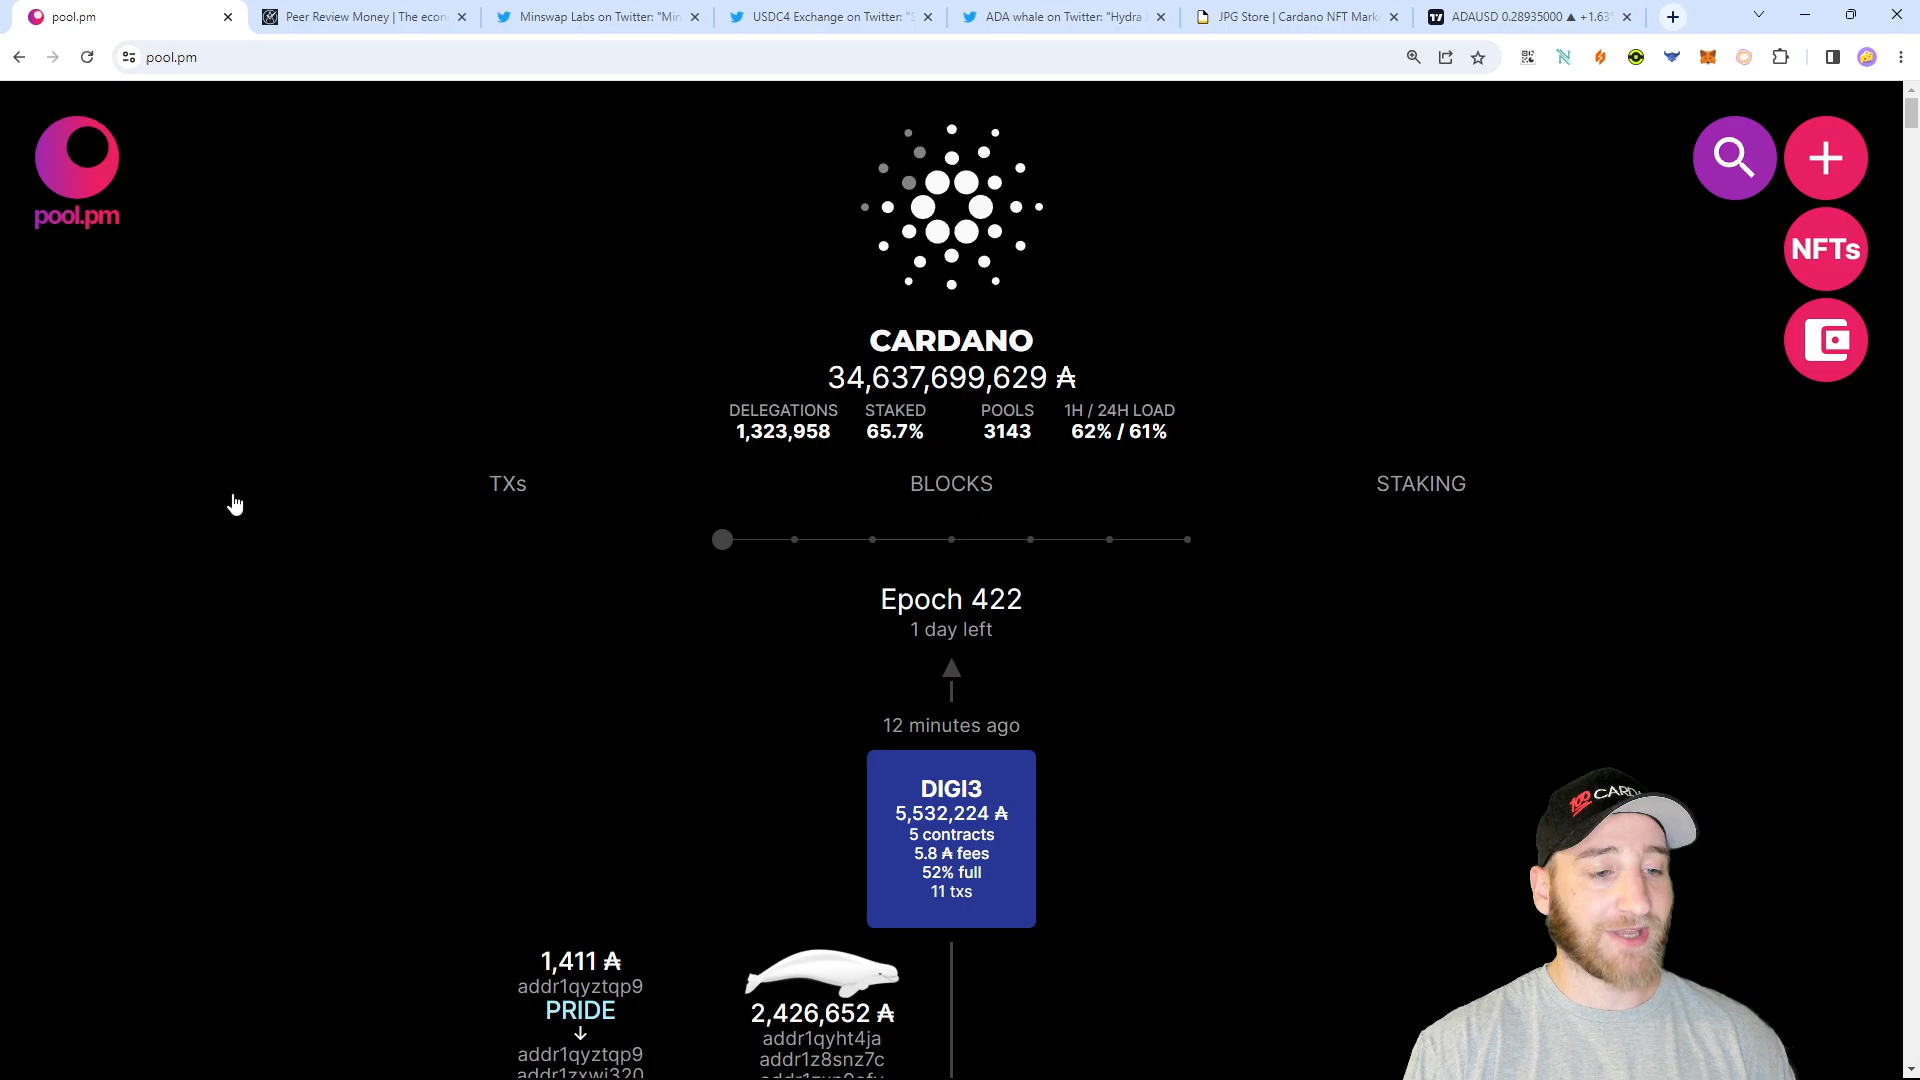 pool.pm
Peer Review Money | The econ
Minswap Labs on Twitter: "Min
USDC4 Exchange on Twitter: "S
ADA whale on Twitter: "Hydra
JPG Store | Cardano NFT Mark
ADAUSD 0.28935000 ▲ +1.63
pool.pm
pool.pm
NFTs
CARDANO
34,637,699,629 ₳
DELEGATIONS STAKED POOLS 1H / 24H LOAD
1,323,958 65.7% 3143 62% / 61%
TXs BLOCKS STAKING
Epoch 422
1 day left
12 minutes ago
DIGI3
5,532,224 ₳
5 contracts
5.8 ₳ fees
52% full
11 txs
1,411 ₳
addr1qyztqp9
PRIDE
↓
addr1qyztqp9
addr1zxwj320
2,426,652 ₳
addr1qyht4ja
addr1z8snz7c
💯 CARD